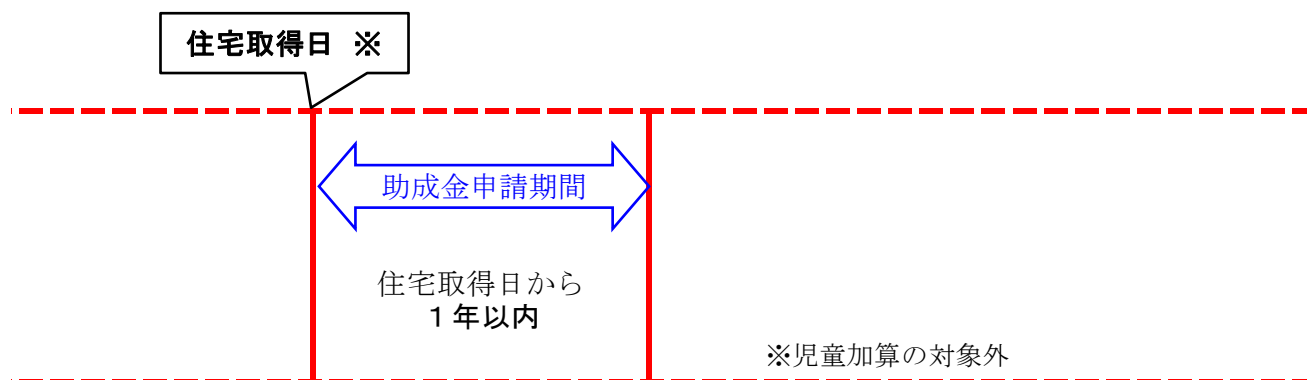 住宅取得日 ※
助成金申請期間
住宅取得日から
１年以内
※児童加算の対象外